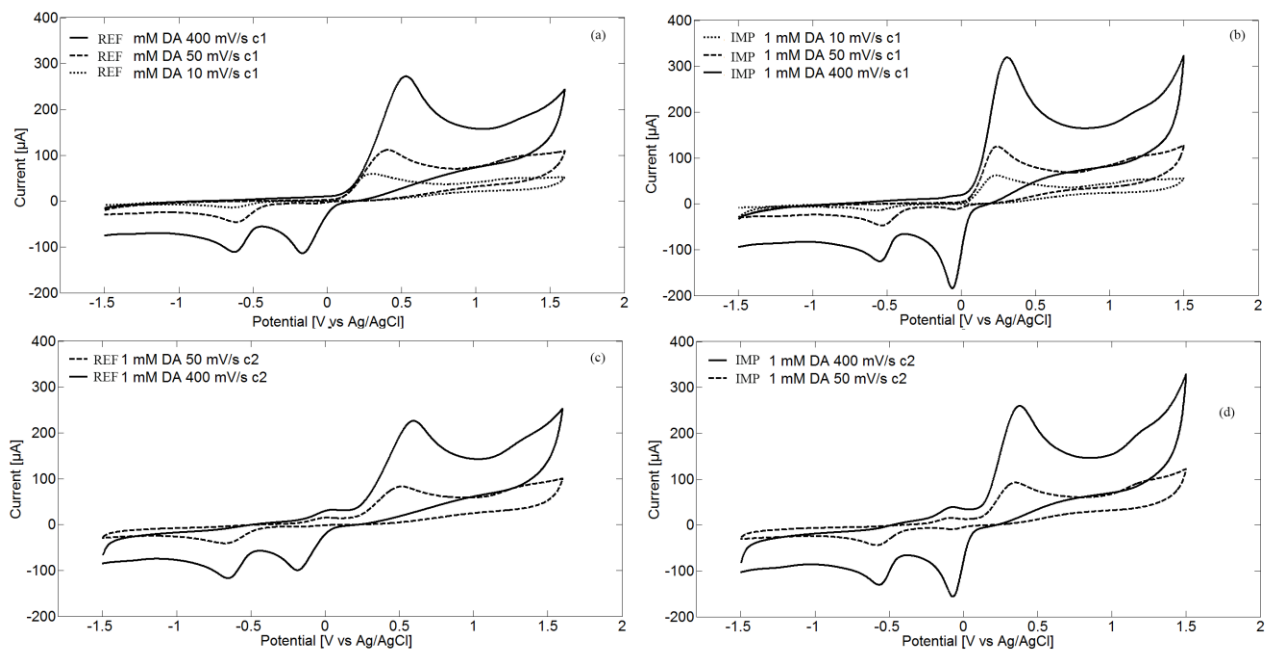 400
300
200
100
0
-100
-200
Current [µA]
REF mM DA 400 mV/s c1
REF mM DA 50 mV/s c1
REF mM DA 10 mV/s c1
(a)
-1.5 -1 -0.5 0 0.5 1 1.5 2
Potential [V vs Ag/AgCl]
400
300
200
100
0
-100
-200
Current [µA]
IMP 1 mM DA 10 mV/s c1
IMP 1 mM DA 50 mV/s c1
IMP 1 mM DA 400 mV/s c1
(b)
-1.5 -1 -0.5 0 0.5 1 1.5 2
Potential [V vs Ag/AgCl]
400
300
200
100
0
-100
-200
Current [µA]
REF 1 mM DA 50 mV/s c2
REF 1 mM DA 400 mV/s c2
(c)
-1.5 -1 -0.5 0 0.5 1 1.5 2
Potential [V vs Ag/AgCl]
400
300
200
100
0
-100
-200
Current [µA]
IMP 1 mM DA 400 mV/s c2
IMP 1 mM DA 50 mV/s c2
(d)
-1.5 -1 -0.5 0 0.5 1 1.5 2
Potential [V vs Ag/AgCl]